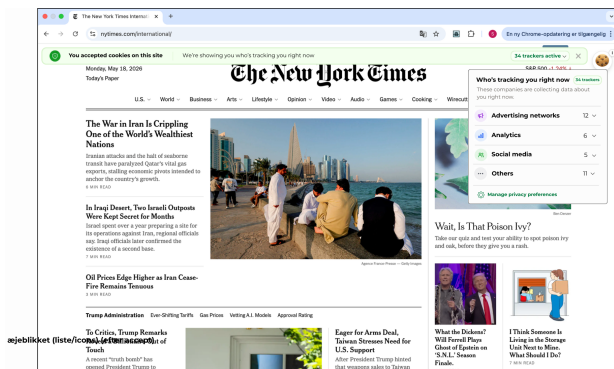 The New York Times Internati
nytimes.com/international/
En ny Chrome-opdatering er tilgængelig
You accepted cookies on this site
We're showing you who's tracking you right now
34 trackers active
Monday, May 18, 2026
Today's Paper
The New York Times
S&P 500 -1.24%
U.S.
World
Business
Arts
Lifestyle
Opinion
Video
Audio
Games
Cooking
Wirecutt
Who's tracking you right now
34 trackers
These companies are collecting data about
you right now.
Advertising networks 12
Analytics 6
Social media 5
Others 11
Manage privacy preferences
The War in Iran Is Crippling
One of the World's Wealthiest
Nations
Iranian attacks and the halt of seaborne
transit have paralyzed Qatar's vital gas
exports, stalling economic pivots intended to
anchor the country's growth.
6 MIN READ
In Iraqi Desert, Two Israeli Outposts
Were Kept Secret for Months
Israel spent over a year preparing a site for
its operations against Iran, regional officials
say. Iraqi officials later confirmed the
existence of a second base.
7 MIN READ
Oil Prices Edge Higher as Iran Cease-
Fire Remains Tenuous
3 MIN READ
Agence France-Presse — Getty Images
Wait, Is That Poison Ivy?
Take our quiz and test your ability to spot poison ivy
and oak, before they give you a rash.
Trump Administration
Ever-Shifting Tariffs
Gas Prices
Vetting A.I. Models
Approval Rating
To Critics, Trump Remarks
Touch
A recent "truth bomb" has
opened President Trump to
æjeblikket (liste/icons) (efter accept)
Eager for Arms Deal,
Taiwan Stresses Need for
U.S. Support
After President Trump hinted
that weapons sales to Taiwan
What the Dickens?
Will Ferrell Plays
Ghost of Epstein on
'S.N.L.' Season
Finale.
I Think Someone Is
Living in the Storage
Unit Next to Mine.
What Should I Do?
7 MIN READ